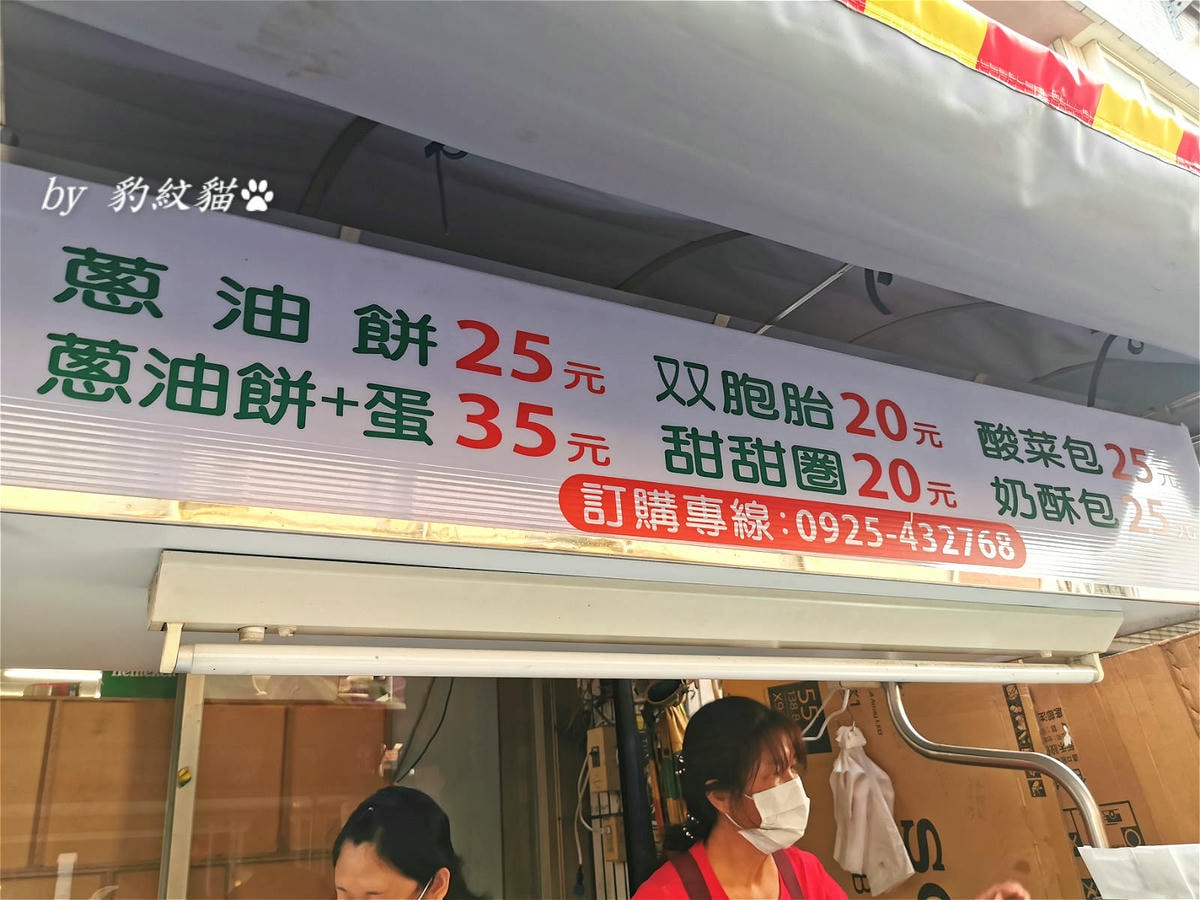 by 豹紋貓
蔥油餅25元
蔥油餅+蛋35元
双胞胎20元
甜甜圈20元
酸菜包25元
奶酥包25元
訂購專線:0925-432768
55